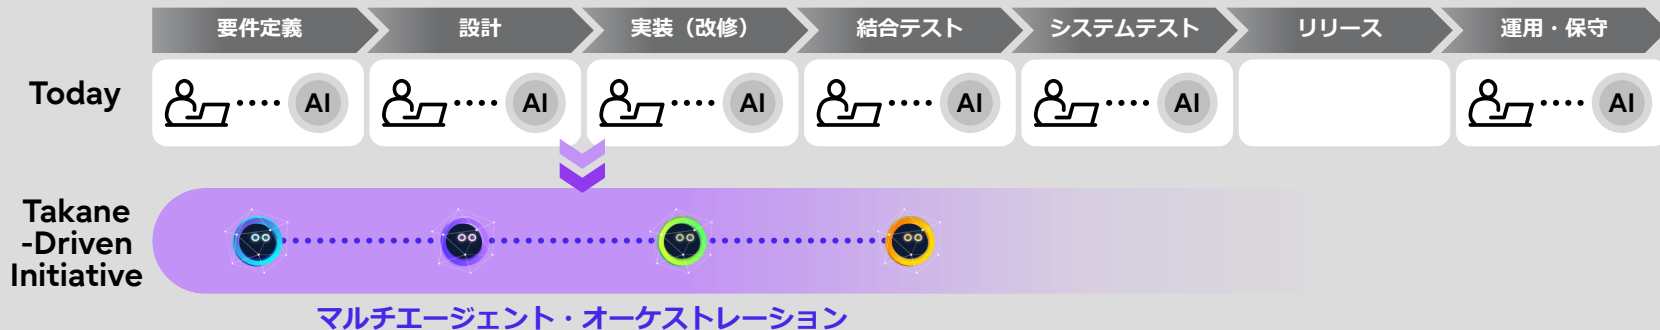 要件定義
設計
実装（改修）
結合テスト
システムテスト
リリース
運用・保守
Today
AI
AI
AI
AI
AI
AI
Takane
-Driven
Initiative
マルチエージェント・オーケストレーション